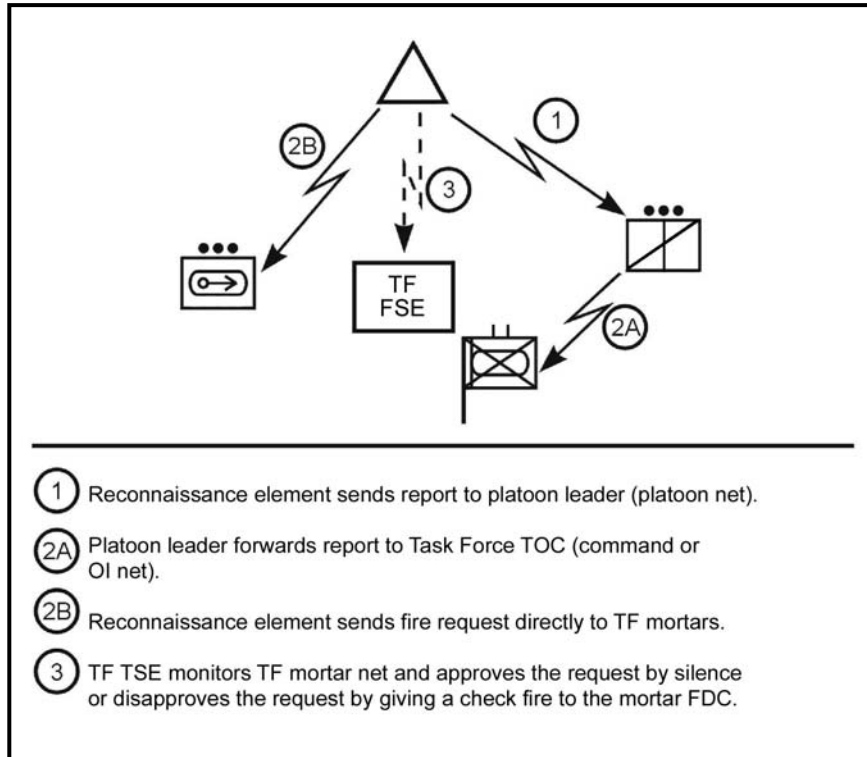 1
2B
3
TF
FSE
2A
1 Reconnaissance element sends report to platoon leader (platoon net).
2A Platoon leader forwards report to Task Force TOC (command or
OI net).
2B Reconnaissance element sends fire request directly to TF mortars.
3 TF TSE monitors TF mortar net and approves the request by silence
or disapproves the request by giving a check fire to the mortar FDC.